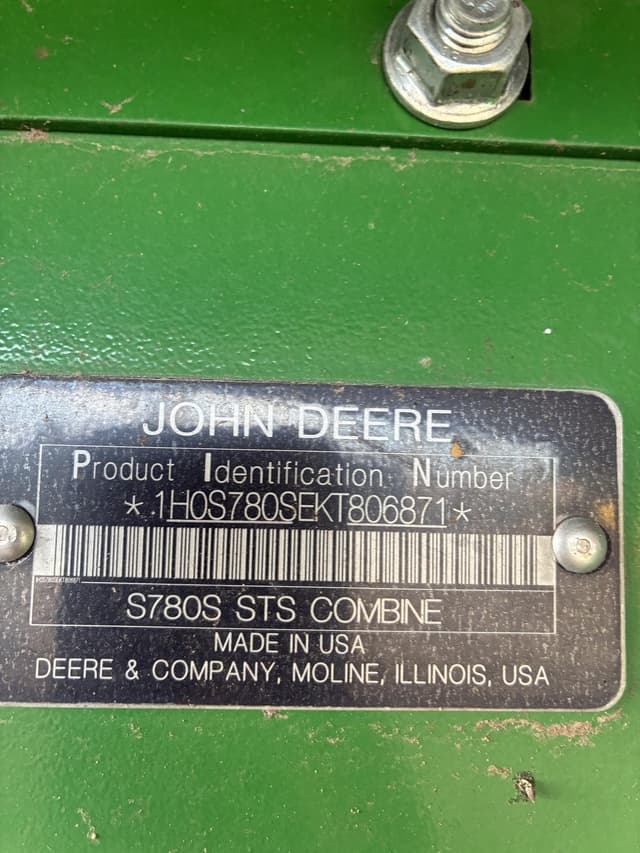 JOHN DEERE
Product Identification Number
*1H0S780SEKT806871*
S780S STS COMBINE
MADE IN USA
DEERE & COMPANY, MOLINE, ILLINOIS, USA